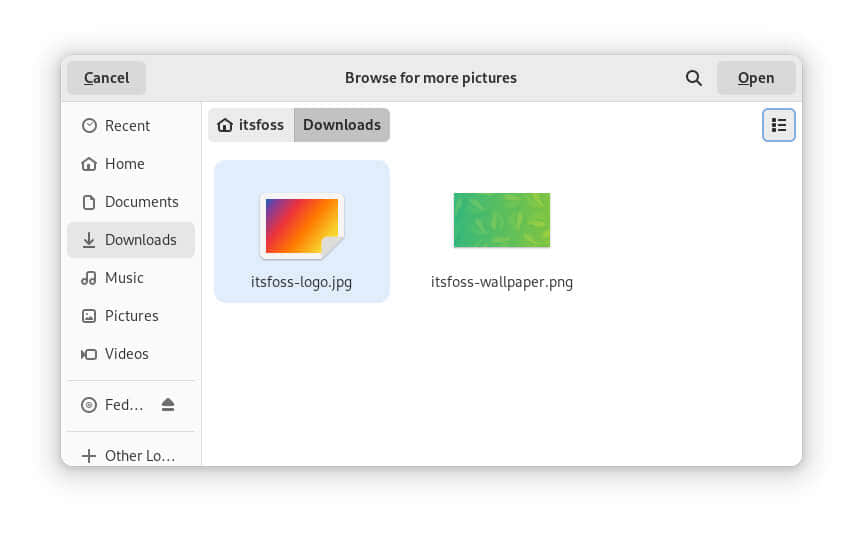 Cancel
Browse for more pictures
Open
Recent
Home
Documents
Downloads
Music
Pictures
Videos
Fed...
Other Lo...
itsfoss
Downloads
itsfoss-logo.jpg
itsfoss-wallpaper.png